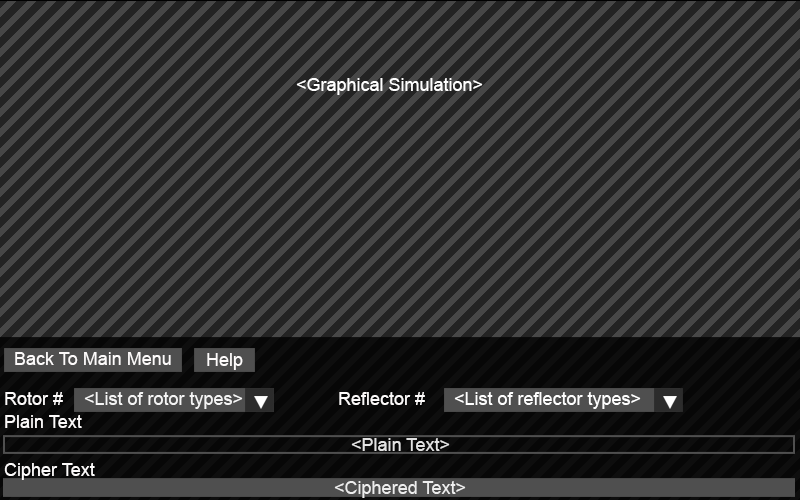 <Graphical Simulation>
Back To Main Menu Help
Rotor # <List of rotor types> ▼ Reflector # <List of reflector types> ▼
Plain Text
<Plain Text>
Cipher Text
<Ciphered Text>